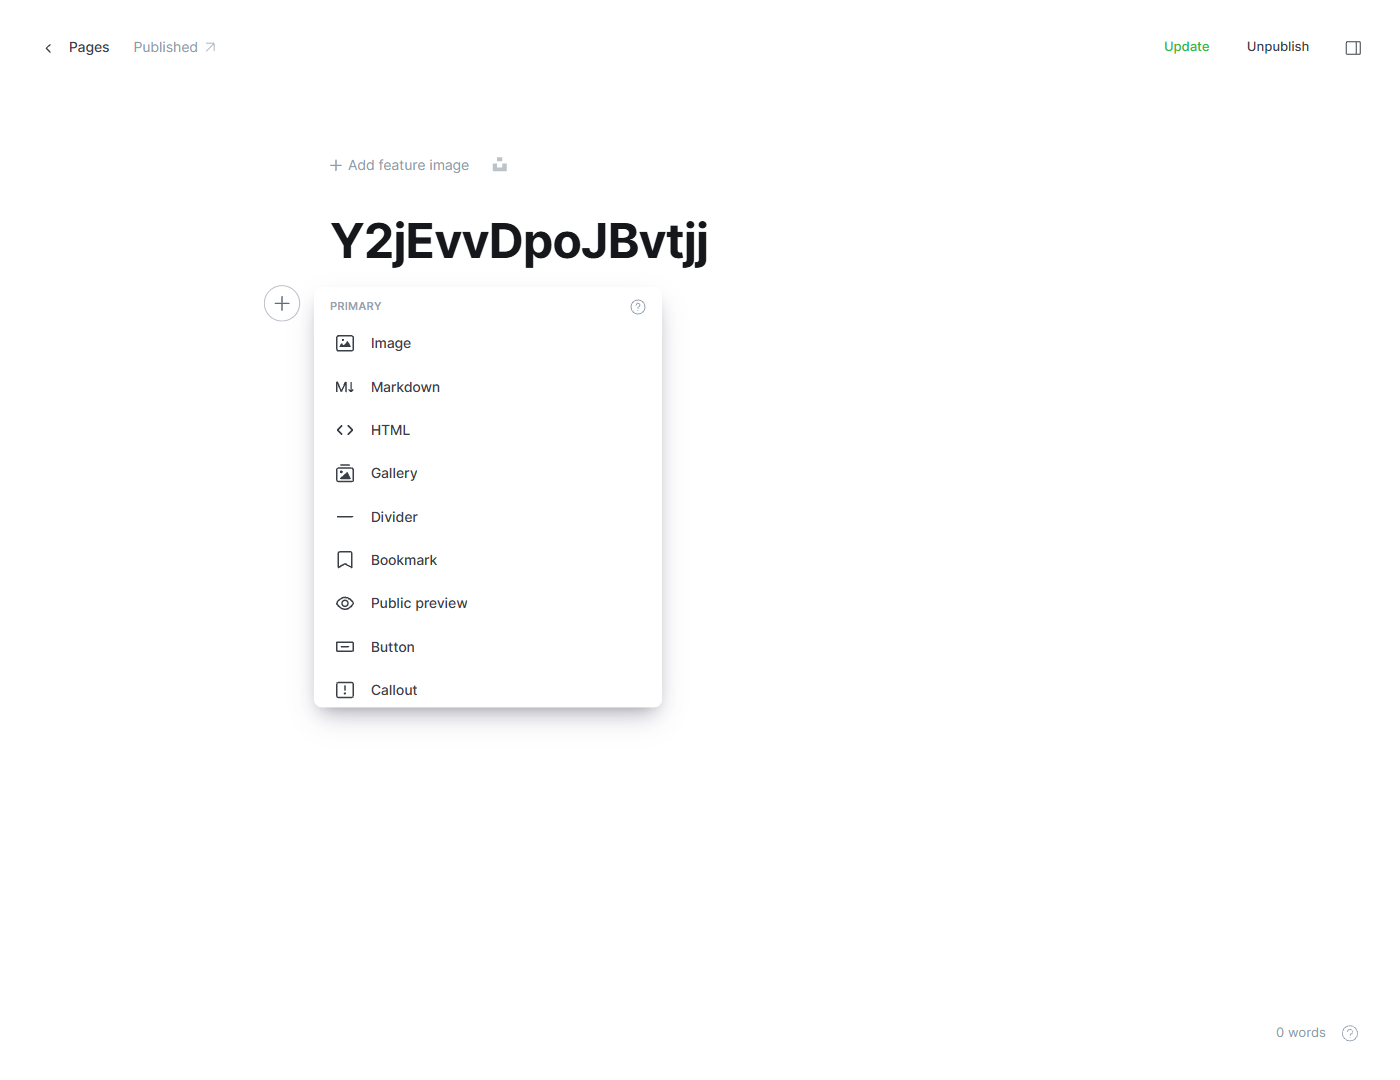 Pages Published
Update Unpublish
Add feature image
Y2jEvvDpoJBvtjj
PRIMARY
Image
Markdown
HTML
Gallery
Divider
Bookmark
Public preview
Button
Callout
0 words